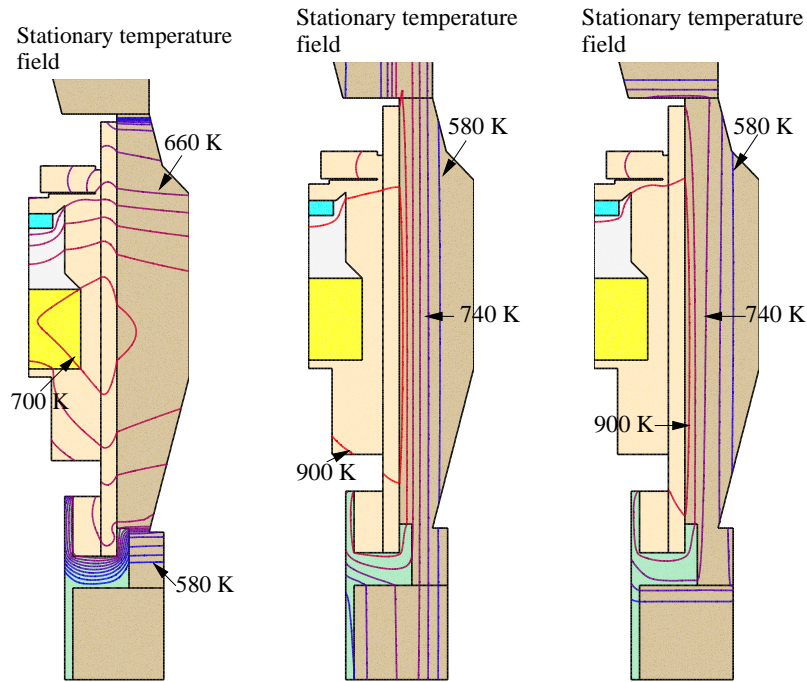 Stationary temperature
field
660 K
700 K
580 K
Stationary temperature
field
580 K
740 K
900 K
Stationary temperature
field
580 K
740 K
900 K